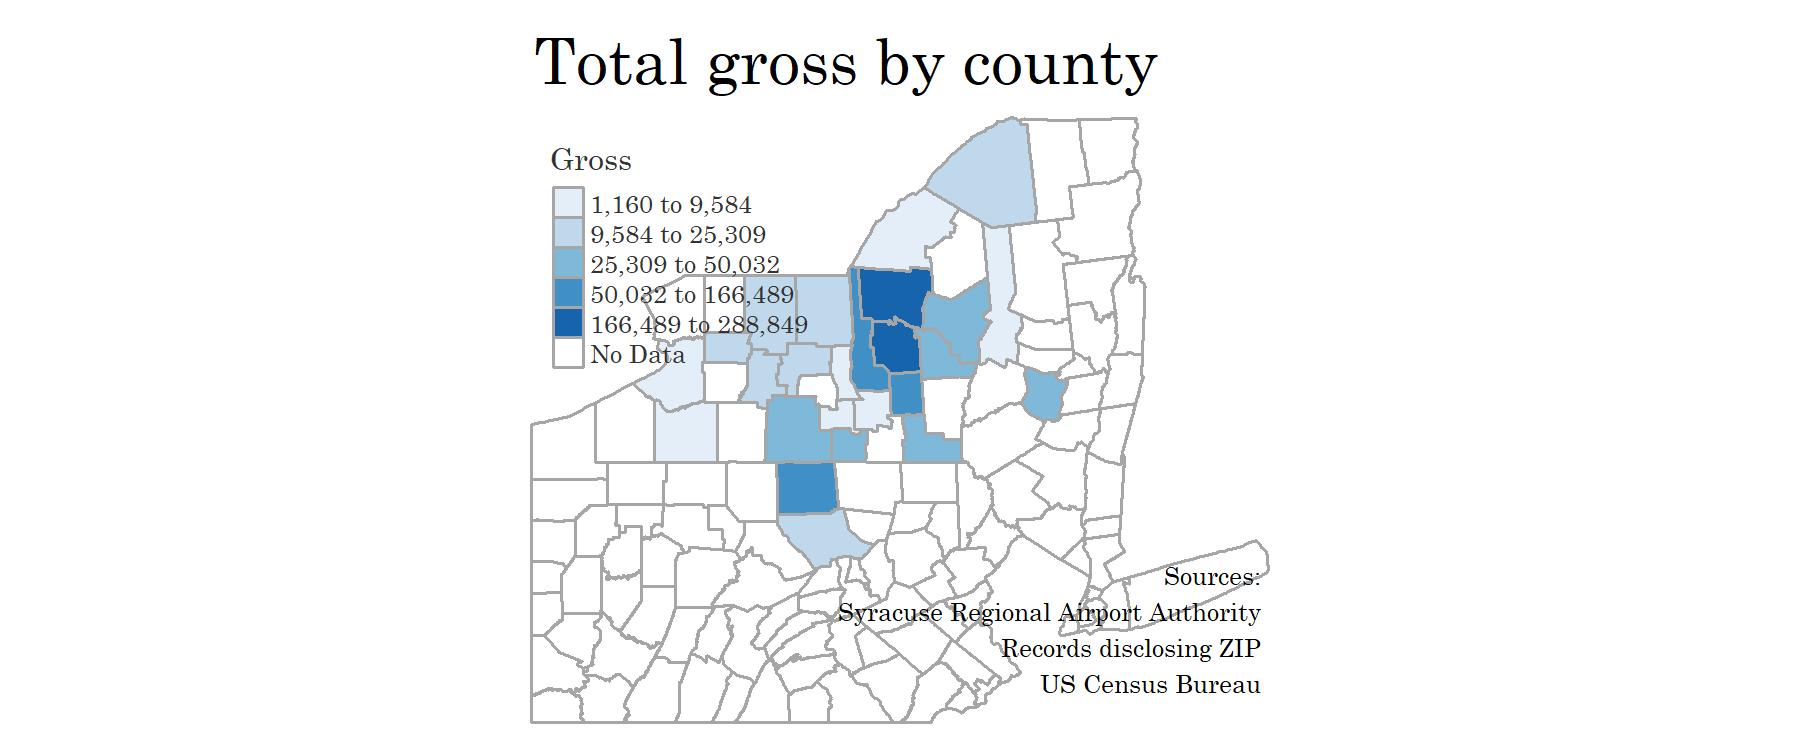 Total gross by county
Gross
1,160 to 9,584
9,584 to 25,309
25,309 to 50,032
50,032 to 166,489
166,489 to 288,849
No Data
Sources:
Syracuse Regional Airport Authority
Records disclosing ZIP
US Census Bureau